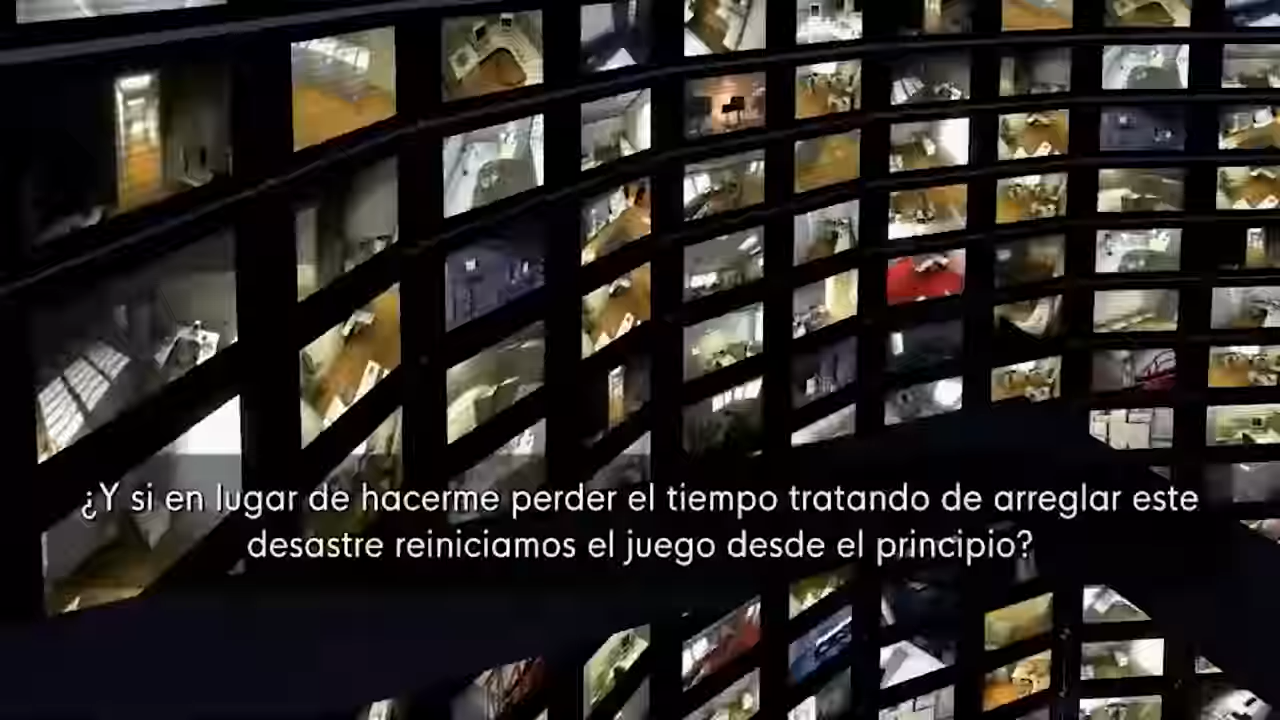 ¿Y si en lugar de hacerme perder el tiempo tratando de arreglar este
desastre reiniciamos el juego desde el principio?